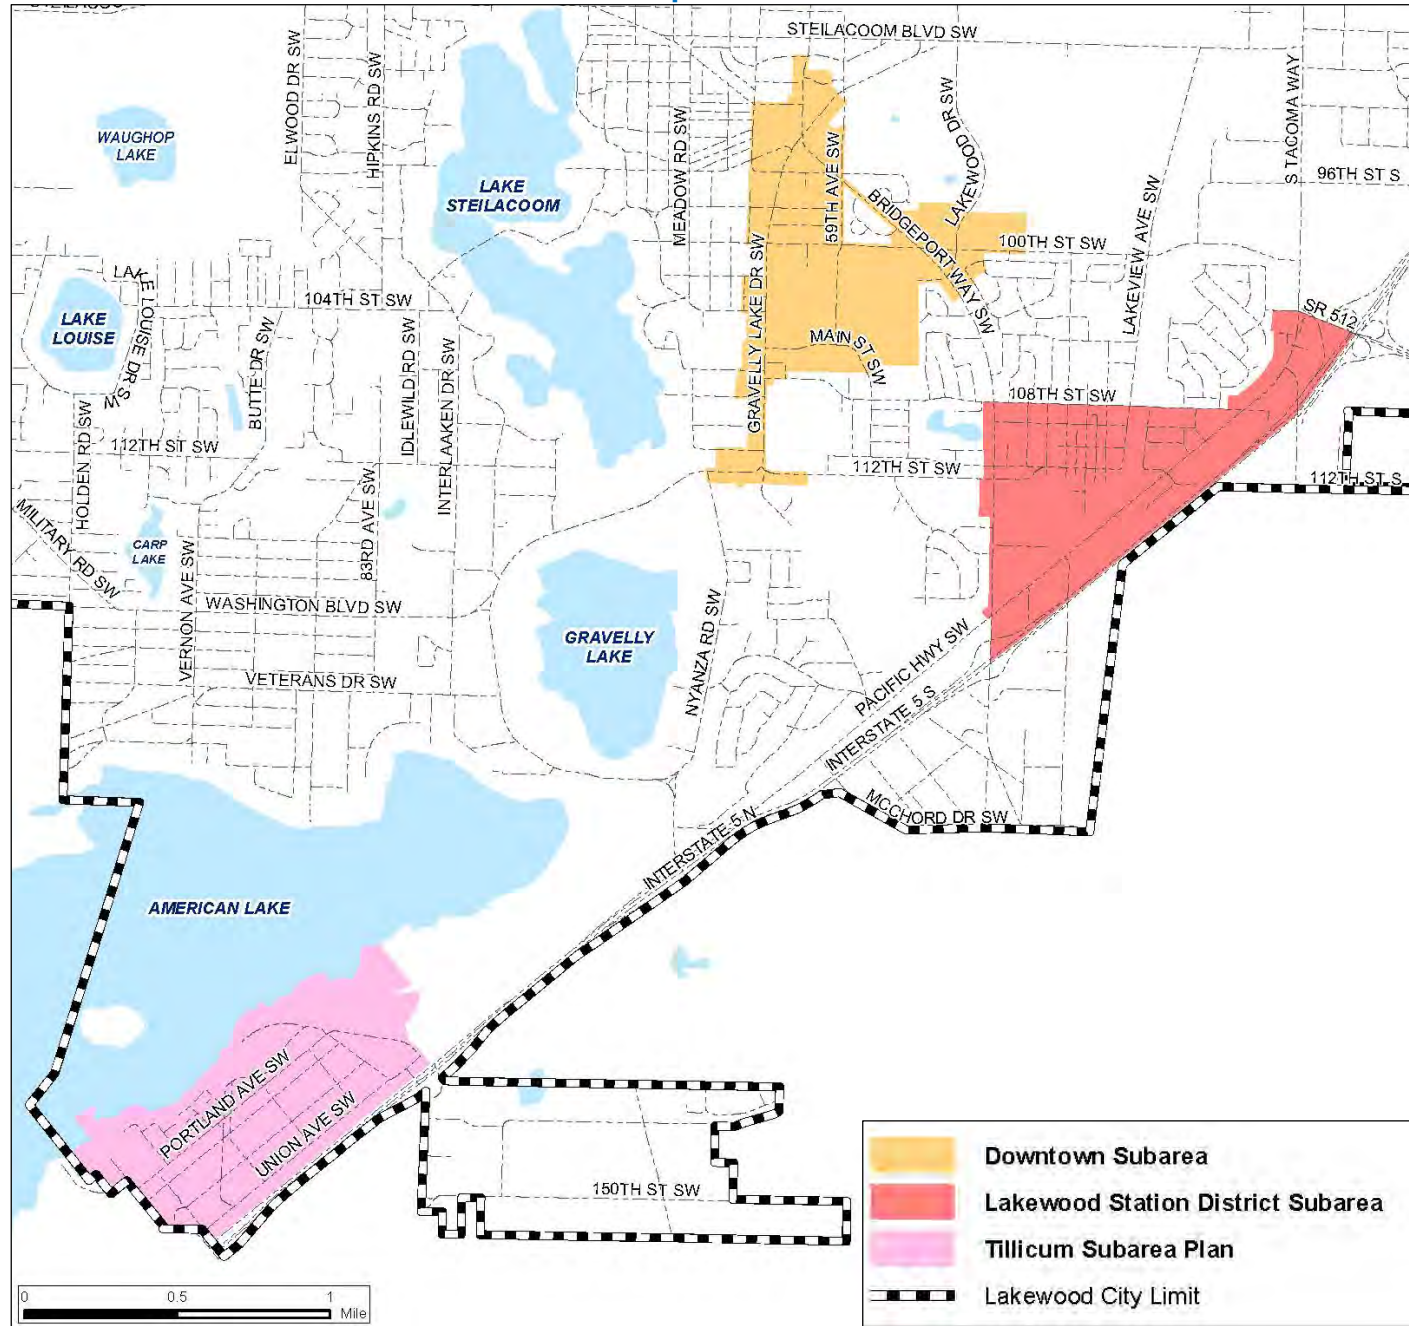 STEILACOOM BLVD SW
ELWOOD DR SW
HIPKINS RD SW
MEADOW RD SW
59TH AVE SW
LAKEWOOD DR SW
S TACOMA WAY
96TH ST S
WAUGHOP
LAKE
LAKE
STEILACOOM
BRIDGEPORT WAY SW
100TH ST SW
LAKEVIEW AVE SW
GRAVELLY LAKE DR SW
LAKE LOUISE DR SW
104TH ST SW
LAKE
LOUISE
BUTTE DR SW
IDLEWILD RD SW
INTERLAAKEN DR SW
MAIN ST SW
SR 512
108TH ST SW
HOLDEN RD SW
112TH ST SW
112TH ST SW
112TH ST S
MILITARY RD SW
CARP
LAKE
VERNON AVE SW
83RD AVE SW
WASHINGTON BLVD SW
GRAVELLY
LAKE
NYANZA RD SW
PACIFIC HWY SW
VETERANS DR SW
INTERSTATE 5 S
INTERSTATE 5 N
MCCHORD DR SW
AMERICAN LAKE
PORTLAND AVE SW
UNION AVE SW
150TH ST SW
Downtown Subarea
Lakewood Station District Subarea
Tillicum Subarea Plan
Lakewood City Limit
0 0.5 1
Mile